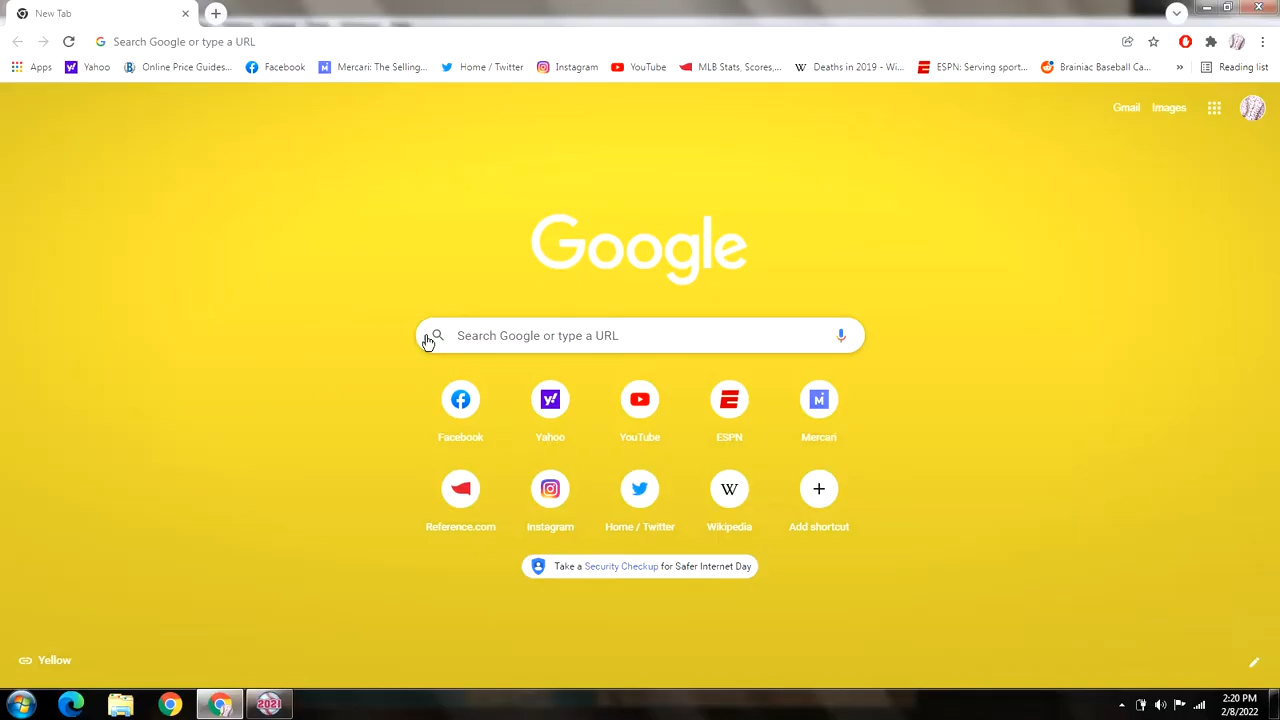 New Tab
Search Google or type a URL
Apps Yahoo Online Price Guides... Facebook Mercari: The Selling... Home / Twitter Instagram YouTube MLB Stats, Scores,... W Deaths in 2019 - Wi... ESPN: Serving sport... Brainiac Baseball Ca... » Reading list
Gmail Images
Google
Search Google or type a URL
Facebook Yahoo YouTube ESPN Mercari
W
Reference.com Instagram Home / Twitter Wikipedia Add shortcut
Take a Security Checkup for Safer Internet Day
Yellow
2021
2:20 PM
2/8/2022